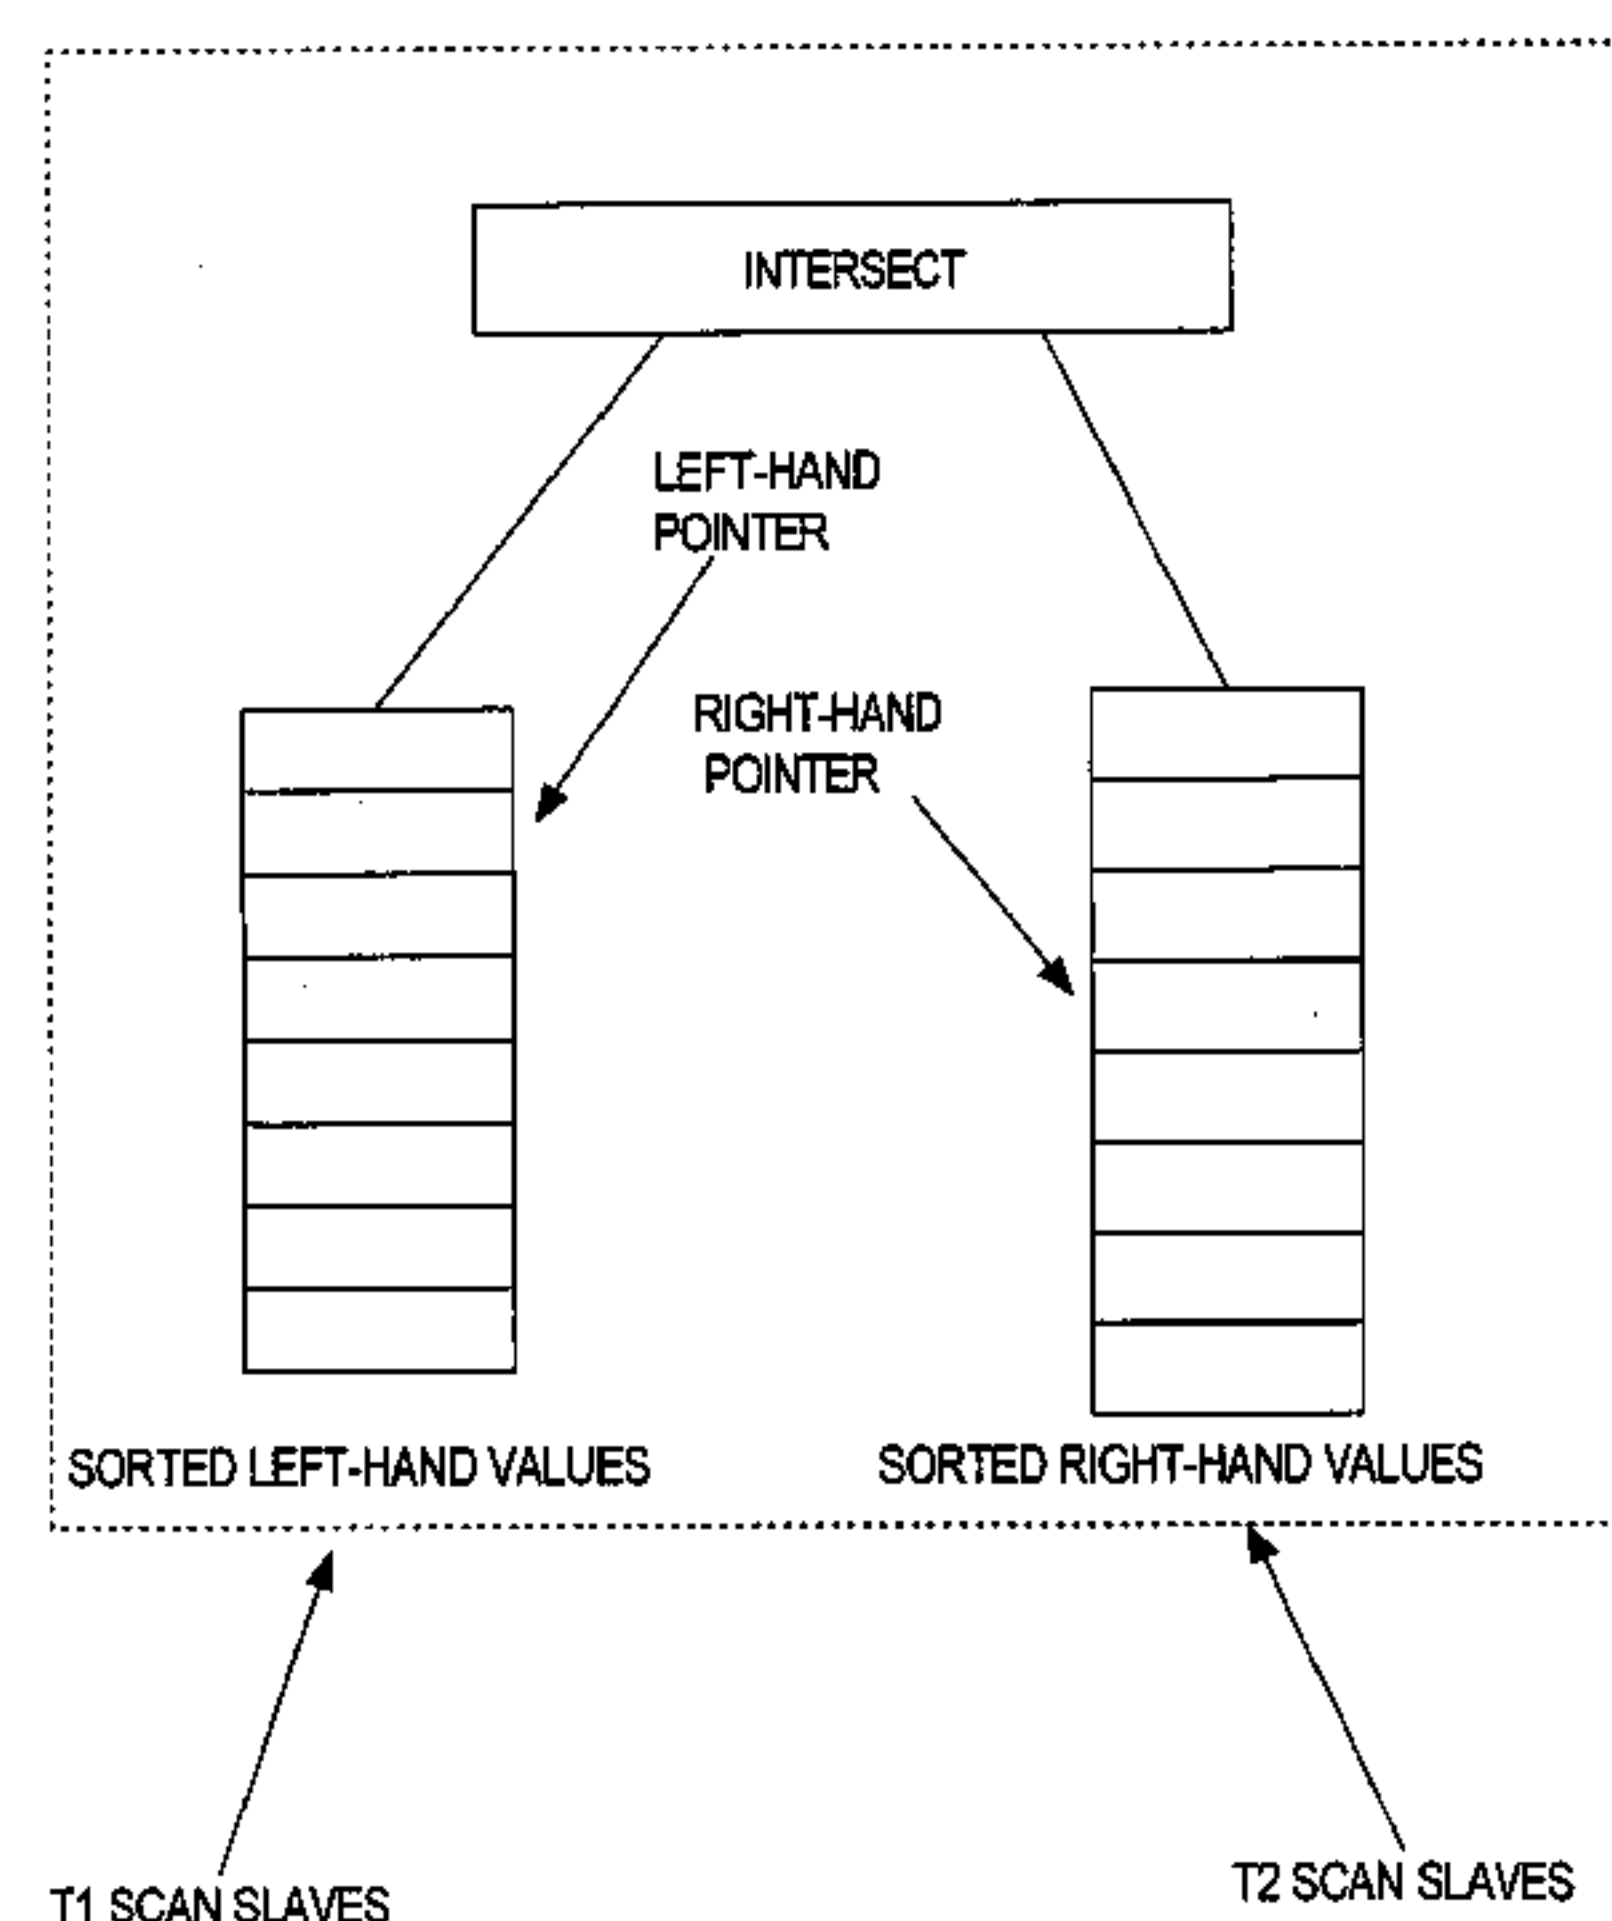 INTERSECT
LEFT-HAND
POINTER
RIGHT-HAND
POINTER
SORTED LEFT-HAND VALUES
SORTED RIGHT-HAND VALUES
T1 SCAN SLAVES
T2 SCAN SLAVES